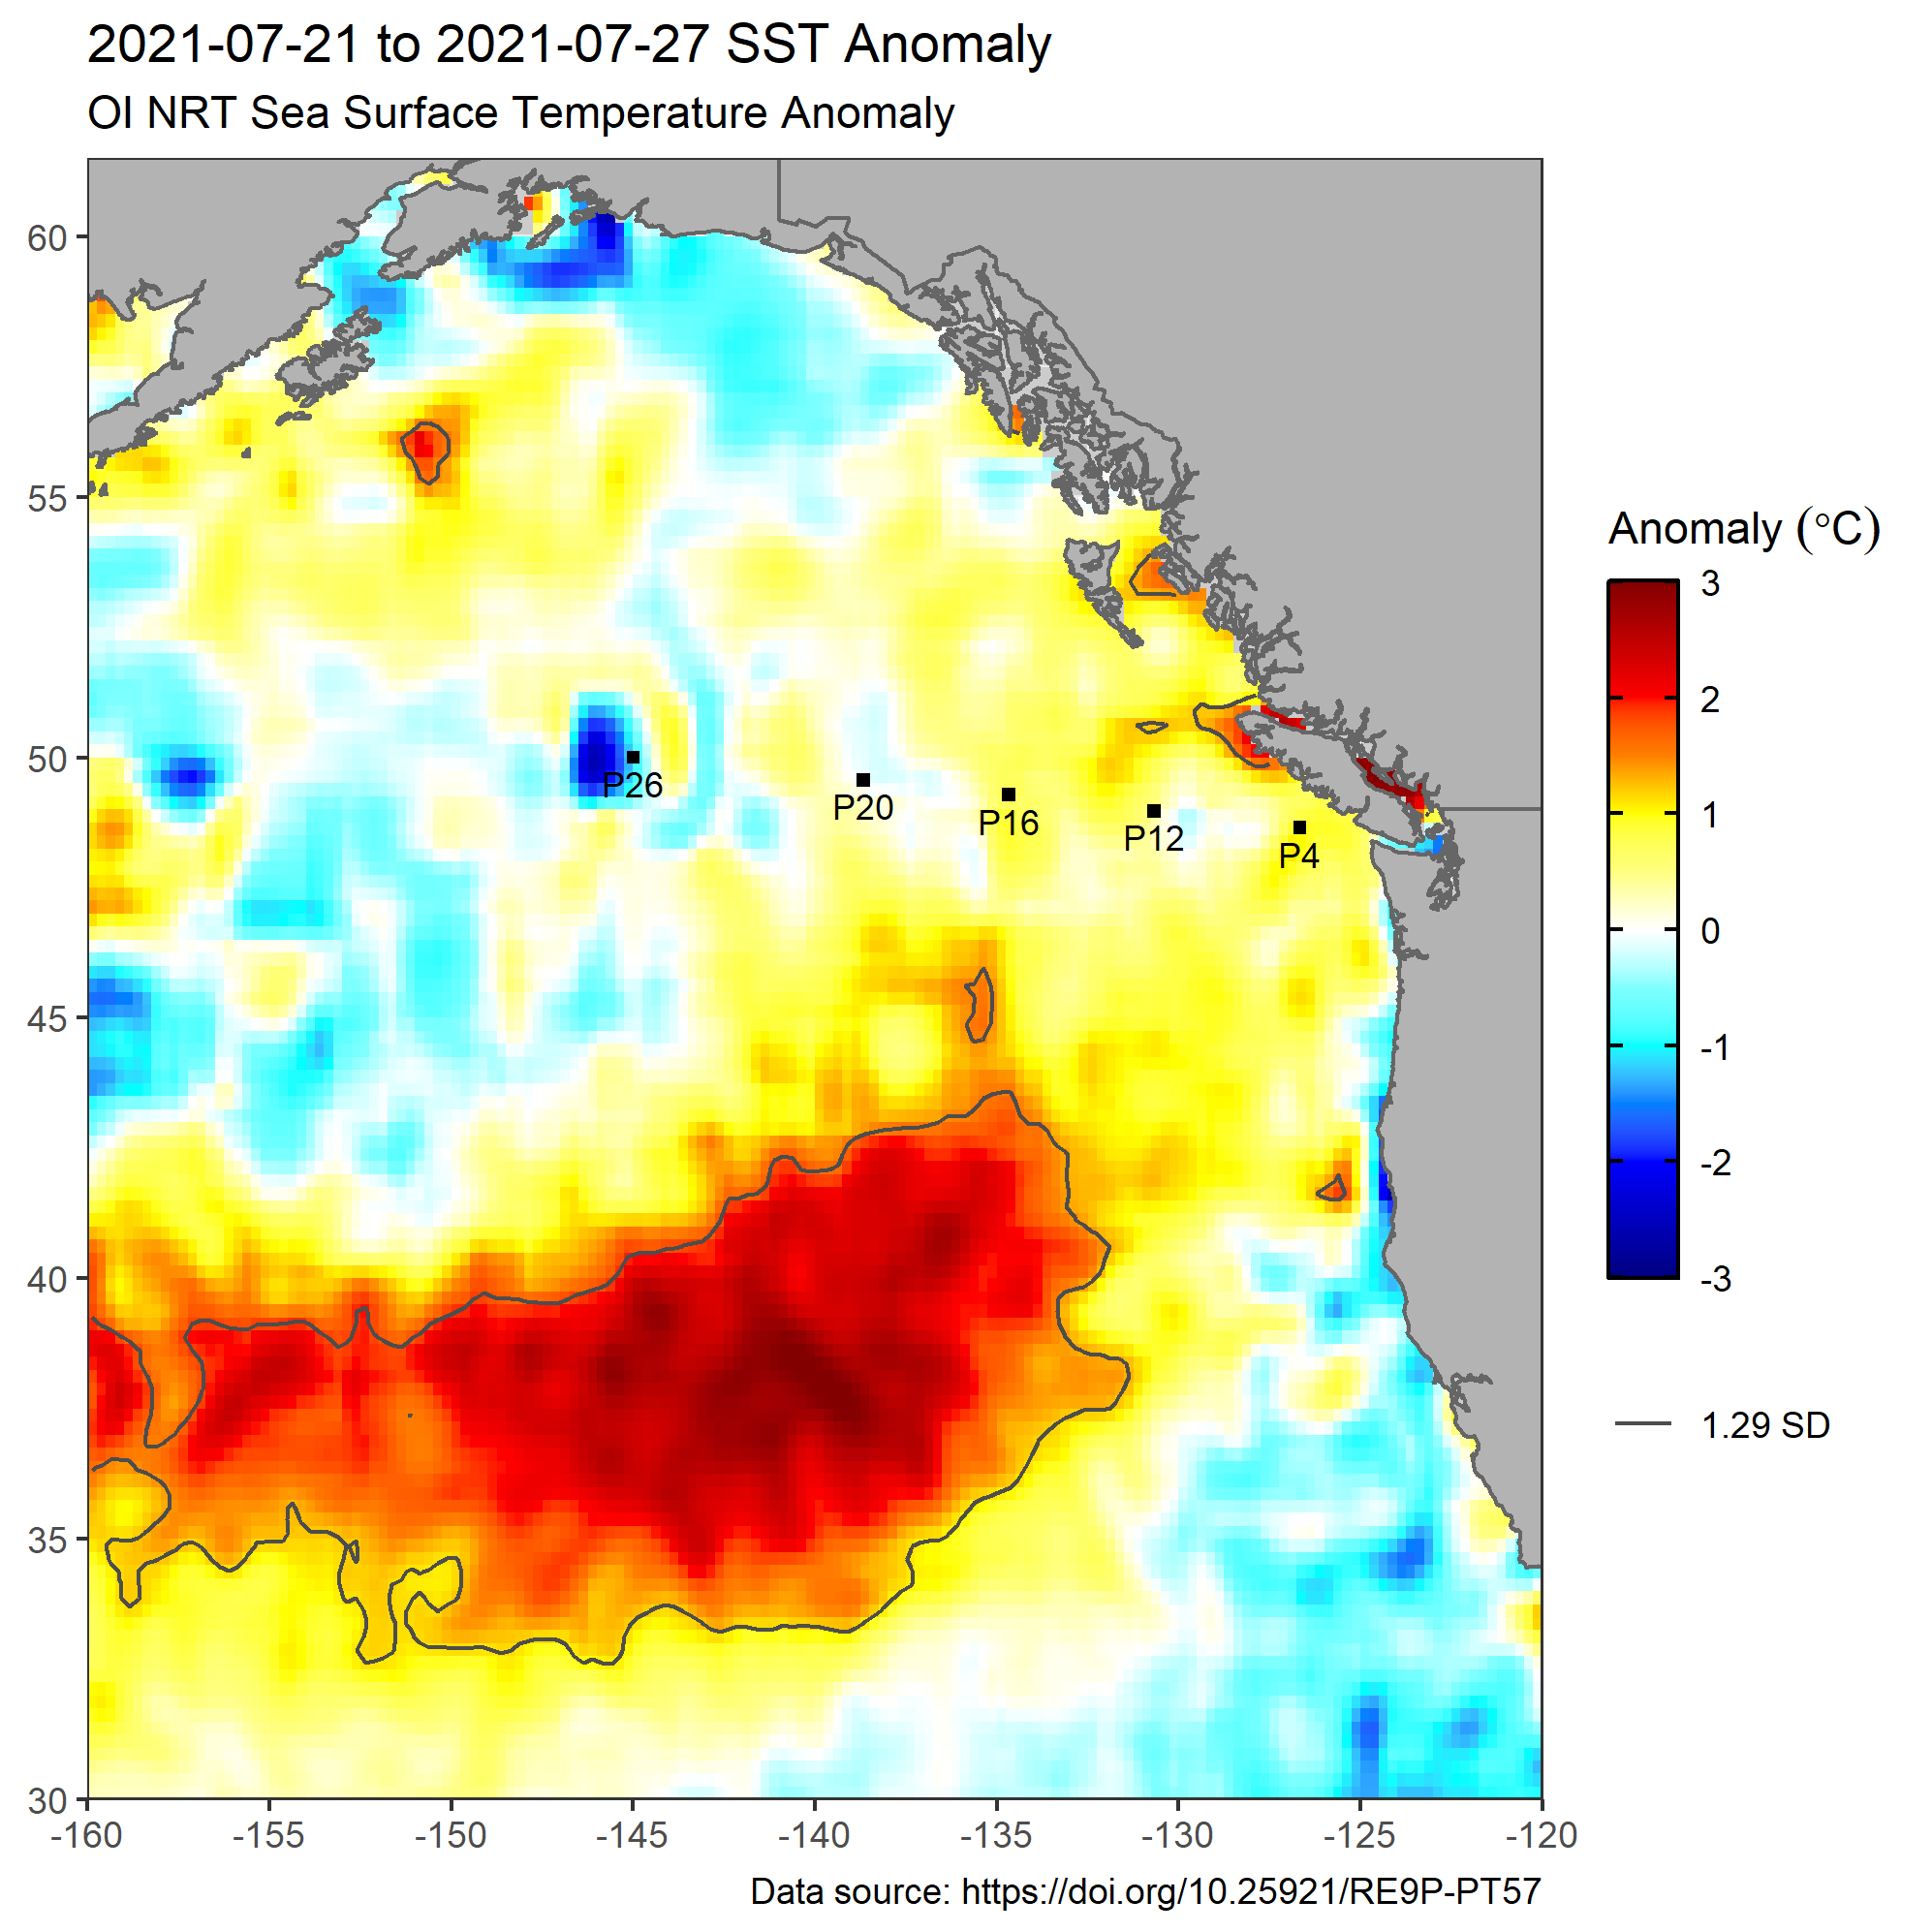 2021-07-21 to 2021-07-27 SST Anomaly
OI NRT Sea Surface Temperature Anomaly
60
55
50
45
40
35
30
-160
-155
-150
-145
-140
-135
-130
-125
-120
P26
P20
P16
P12
P4
Anomaly (°C)
3
2
1
0
-1
-2
-3
1.29 SD
Data source: https://doi.org/10.25921/RE9P-PT57